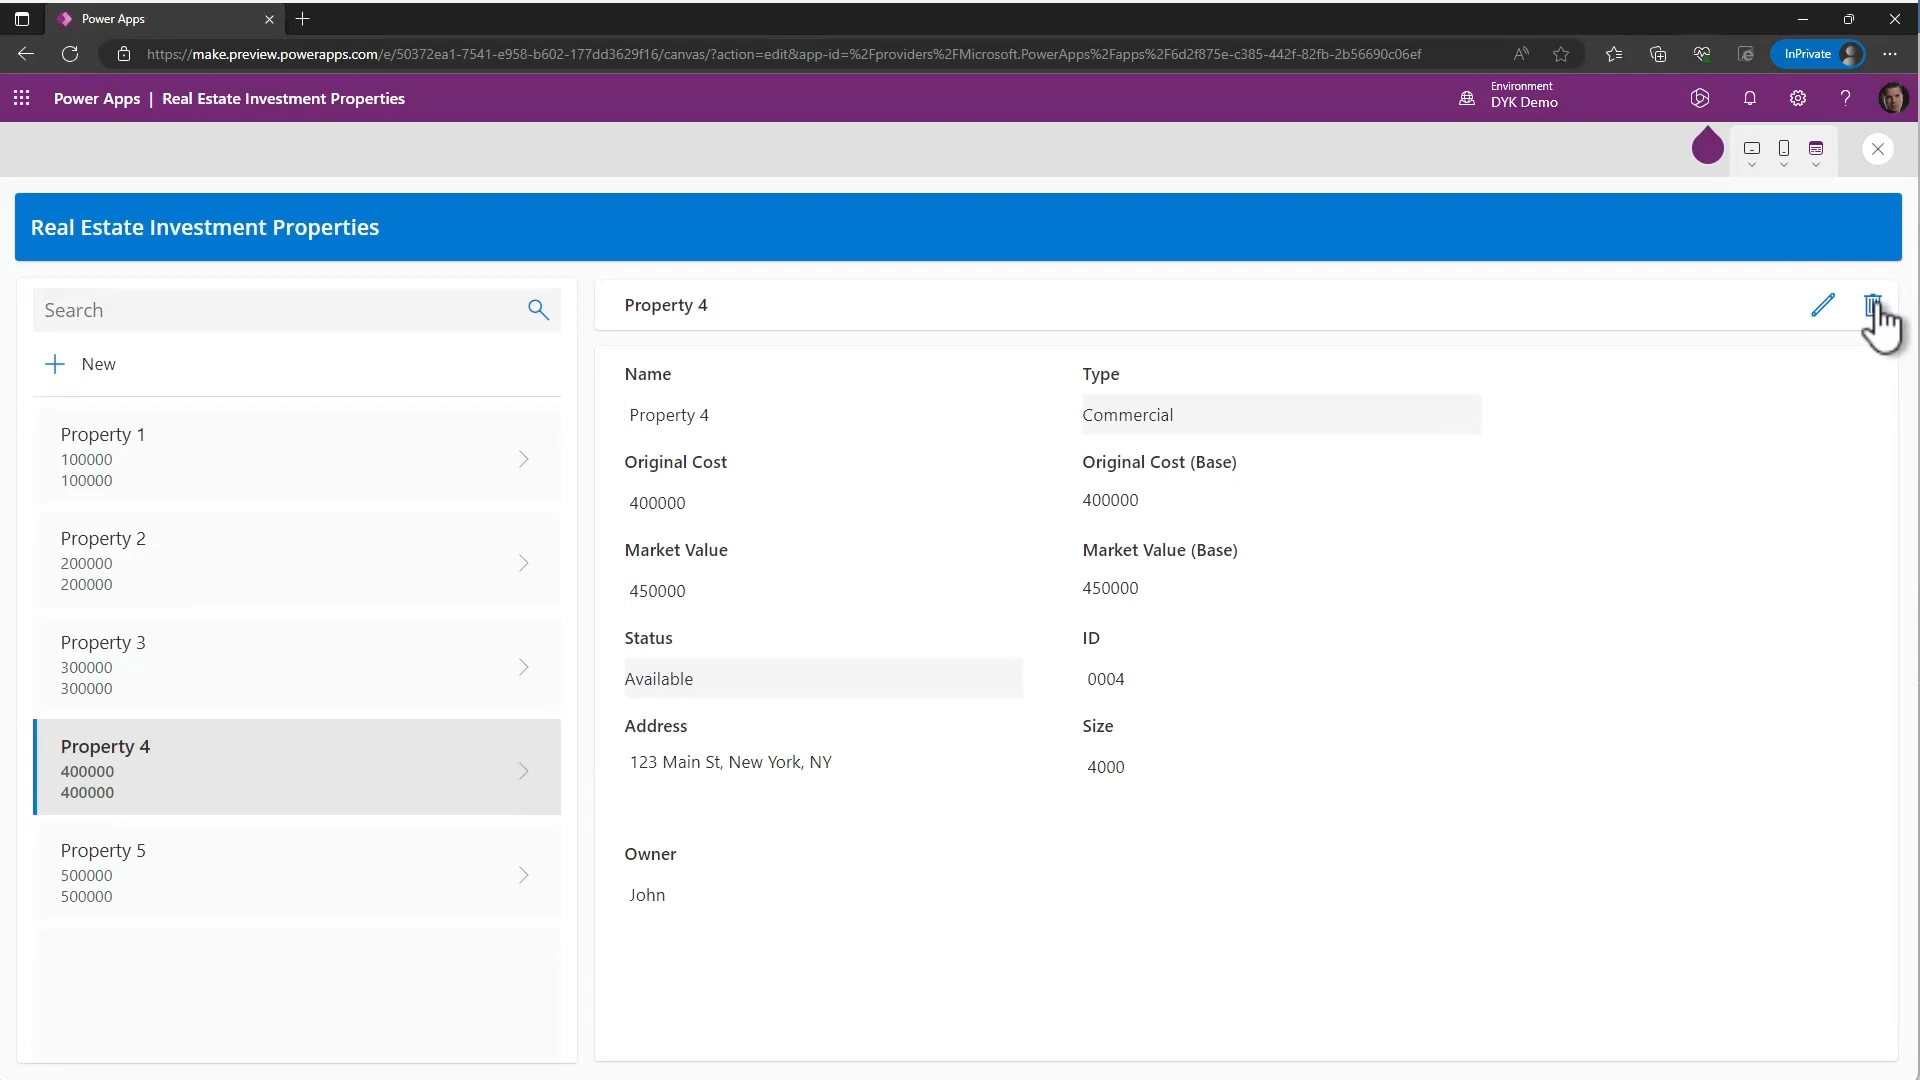 Power Apps
https://make.preview.powerapps.com/e/50372ea1-7541-e958-b602-177dd3629f16/canvas/?action=edit&app-id=%2Fproviders%2FMicrosoft.PowerApps%2Fapps%2F6d2f875e-c385-442f-82fb-2b56690c06ef
InPrivate
Power Apps | Real Estate Investment Properties
Environment
DYK Demo
Real Estate Investment Properties
Search
New
Property 1
100000
100000
Property 2
200000
200000
Property 3
300000
300000
Property 4
400000
400000
Property 5
500000
500000
Property 4
Name
Property 4
Type
Commercial
Original Cost
400000
Original Cost (Base)
400000
Market Value
450000
Market Value (Base)
450000
Status
Available
ID
0004
Address
123 Main St, New York, NY
Size
4000
Owner
John